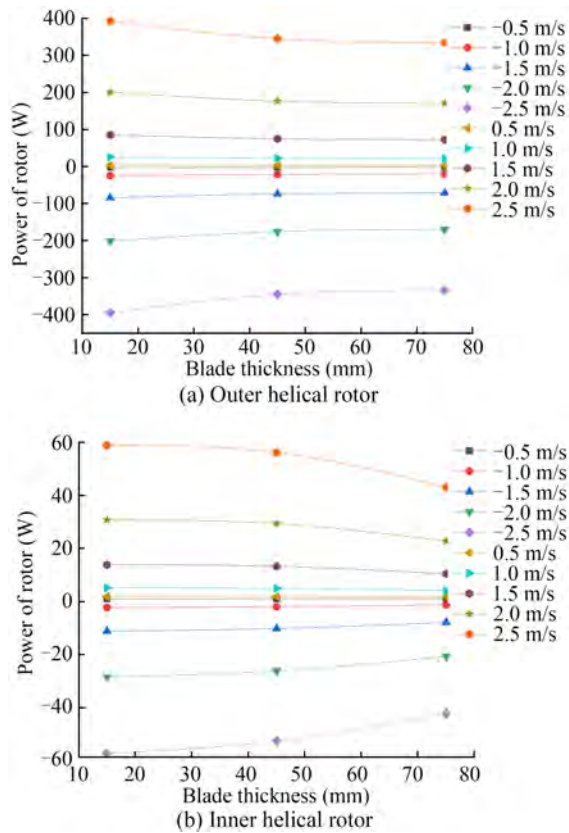 400
300
200
100
0
−100
−200
−300
−400
Power of rotor (W)
10 20 30 40 50 60 70 80
Blade thickness (mm)
−0.5 m/s
−1.0 m/s
−1.5 m/s
−2.0 m/s
−2.5 m/s
0.5 m/s
1.0 m/s
1.5 m/s
2.0 m/s
2.5 m/s
(a) Outer helical rotor
60
40
20
0
−20
−40
−60
Power of rotor (W)
10 20 30 40 50 60 70 80
Blade thickness (mm)
−0.5 m/s
−1.0 m/s
−1.5 m/s
−2.0 m/s
−2.5 m/s
0.5 m/s
1.0 m/s
1.5 m/s
2.0 m/s
2.5 m/s
(b) Inner helical rotor